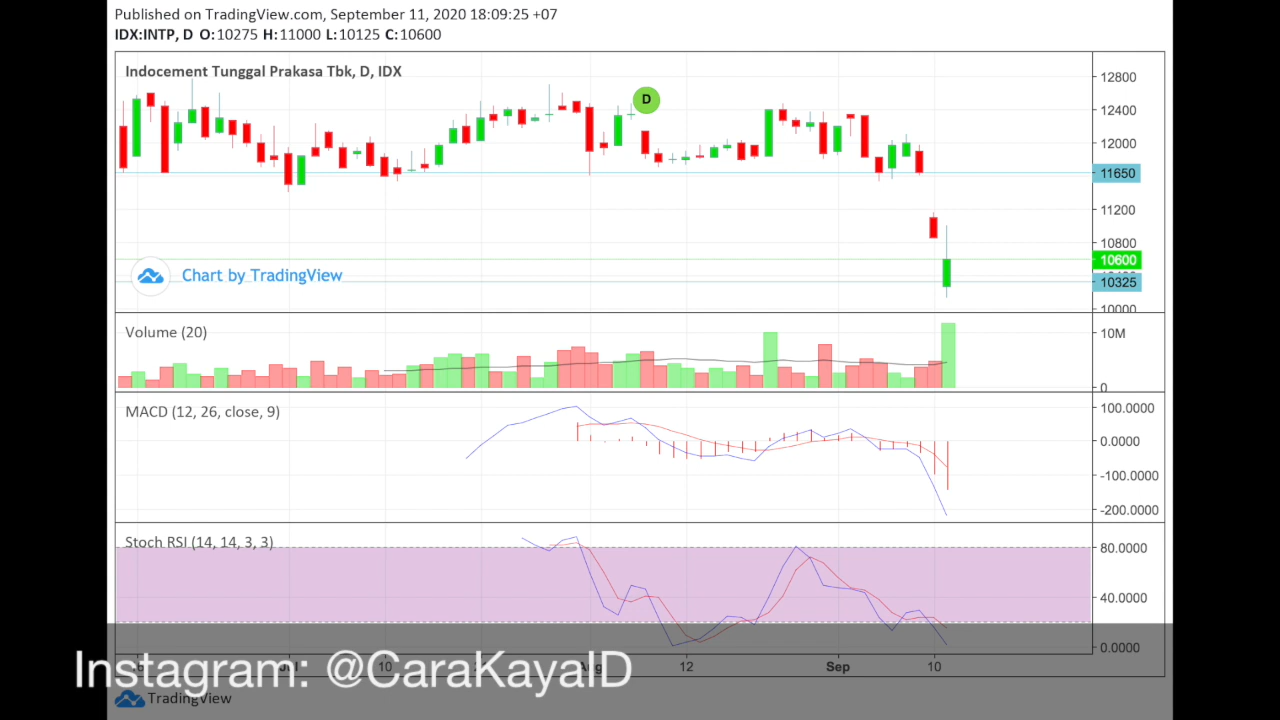 Published on TradingView.com, September 11, 2020 18:09:25 +07
IDX:INTP, D O:10275 H:11000 L:10125 C:10600
Indocement Tunggal Prakasa Tbk, D, IDX
D
12800
12400
12000
11650
11200
10800
10600
10325
10000
Chart by TradingView
Volume (20)
10M
0
MACD (12, 26, close, 9)
100.0000
0.0000
-100.0000
-200.0000
Stoch RSI (14, 14, 3, 3)
80.0000
40.0000
0.0000
10 12 Sep 10
Instagram: @CaraKayaID
TradingView